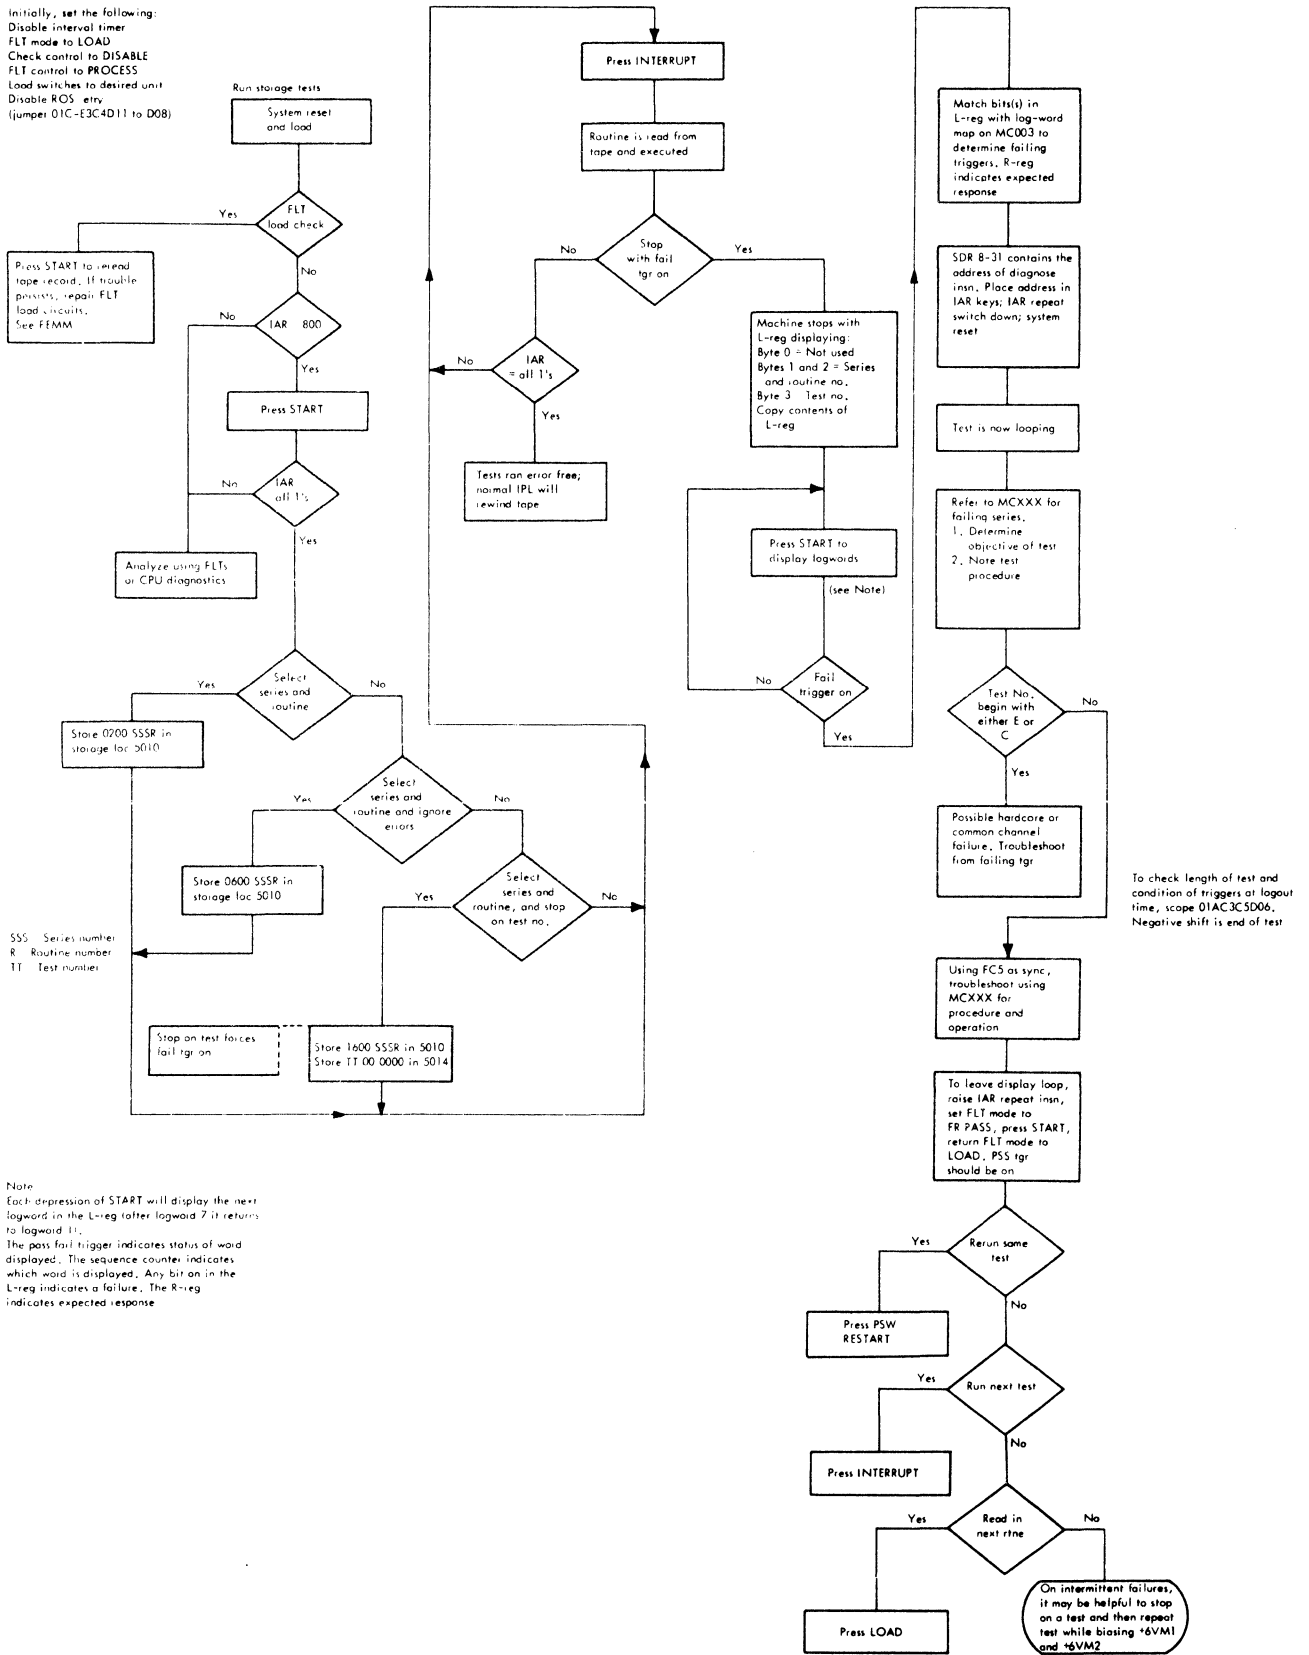 Initially, set the following:
Disable interval timer
FLT mode to LOAD
Check control to DISABLE
FLT control to PROCESS
Load switches to desired unit
Disable ROS etry
(jumper 01C-E3C4D11 to D08)
Run storage tests
System reset
and load
FLT
load check
Yes
No
Press START to reread
tape record. If trouble
persists, repair FLT
load circuits.
See FEMM
IAR 800
No
Yes
Press START
IAR
all 1's
No
Yes
Analyze using FLTs
or CPU diagnostics
Select
series and
routine
Yes
No
Store 0200 SSSR in
storage loc 5010
Select
series and
routine and ignore
errors
Yes
No
Store 0600 SSSR in
storage loc 5010
Select
series and
routine, and stop
on test no.
Yes
No
SSS Series number
R Routine number
TT Test number
Stop on test forces
fail tgr on
Store 1600 SSSR in 5010
Store TT 00 0000 in 5014
Note
Each depression of START will display the next
logword in the L-reg (after logword 7 it returns
to logword 1).
The pass fail trigger indicates status of word
displayed. The sequence counter indicates
which word is displayed. Any bit on in the
L-reg indicates a failure. The R-reg
indicates expected response
Press INTERRUPT
Routine is read from
tape and executed
Stop
with fail
tgr on
No
Yes
IAR
= all 1's
No
Yes
Tests ran error free;
normal IPL will
rewind tape
Machine stops with
L-reg displaying:
Byte 0 = Not used
Bytes 1 and 2 = Series
and routine no.
Byte 3 Test no.
Copy contents of
L-reg
Press START to
display logwords
(see Note)
Fail
trigger on
No
Yes
Match bits(s) in
L-reg with log-word
map on MC003 to
determine failing
triggers. R-reg
indicates expected
response
SDR 8-31 contains the
address of diagnose
insn. Place address in
IAR keys; IAR repeat
switch down; system
reset
Test is now looping
Refer to MCXXX for
failing series.
1. Determine
objective of test
2. Note test
procedure
Test No.
begin with
either E or
C
No
Yes
Possible hardcore or
common channel
failure. Troubleshoot
from failing tgr
To check length of test and
condition of triggers at logout
time, scope 01AC3C5D06.
Negative shift is end of test
Using FC5 as sync,
troubleshoot using
MCXXX for
procedure and
operation
To leave display loop,
raise IAR repeat insn,
set FLT mode to
FR PASS, press START,
return FLT mode to
LOAD. PSS tgr
should be on
Rerun same
test
Yes
No
Press PSW
RESTART
Run next test
Yes
No
Press INTERRUPT
Read in
next rtne
Yes
No
Press LOAD
On intermittent failures,
it may be helpful to stop
on a test and then repeat
test while biasing +6VM1
and +6VM2